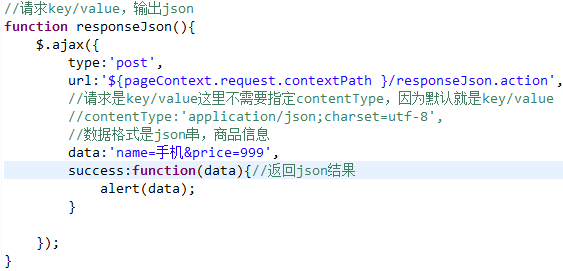 //请求key/value，输出json
function responseJson(){
    $.ajax({
        type:'post',
        url:'${pageContext.request.contextPath }/responseJson.action',
        //请求是key/value这里不需要指定contentType，因为默认就是key/value
        //contentType:'application/json;charset=utf-8',
        //数据格式是json串，商品信息
        data:'name=手机&price=999',
        success:function(data){//返回json结果
            alert(data);
        }
    });
}